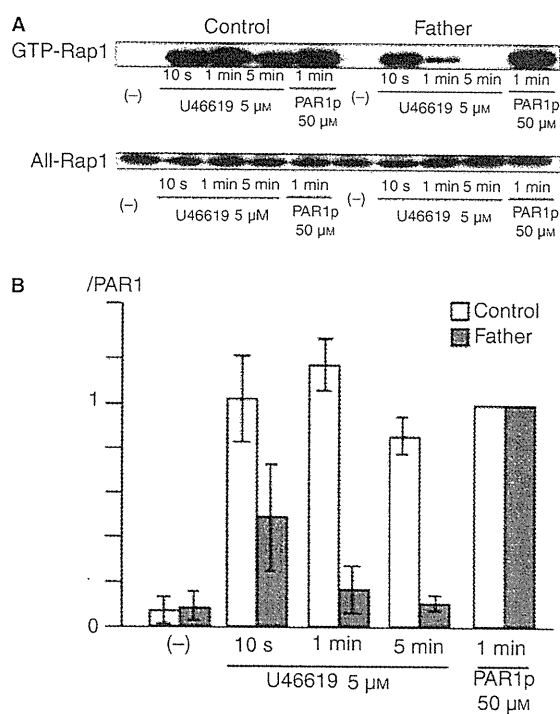 A
Control Father
GTP-Rap1
10 s 1 min 5 min 1 min 10 s 1 min 5 min 1 min
(–) U46619 5 μM PAR1p 50 μM (–) U46619 5 μM PAR1p 50 μM
All-Rap1
10 s 1 min 5 min 1 min 10 s 1 min 5 min 1 min
(–) U46619 5 μM PAR1p 50 μM (–) U46619 5 μM PAR1p 50 μM
B
/PAR1
Control
Father
1
0
(–) 10 s 1 min 5 min 1 min
U46619 5 μM PAR1p
50 μM